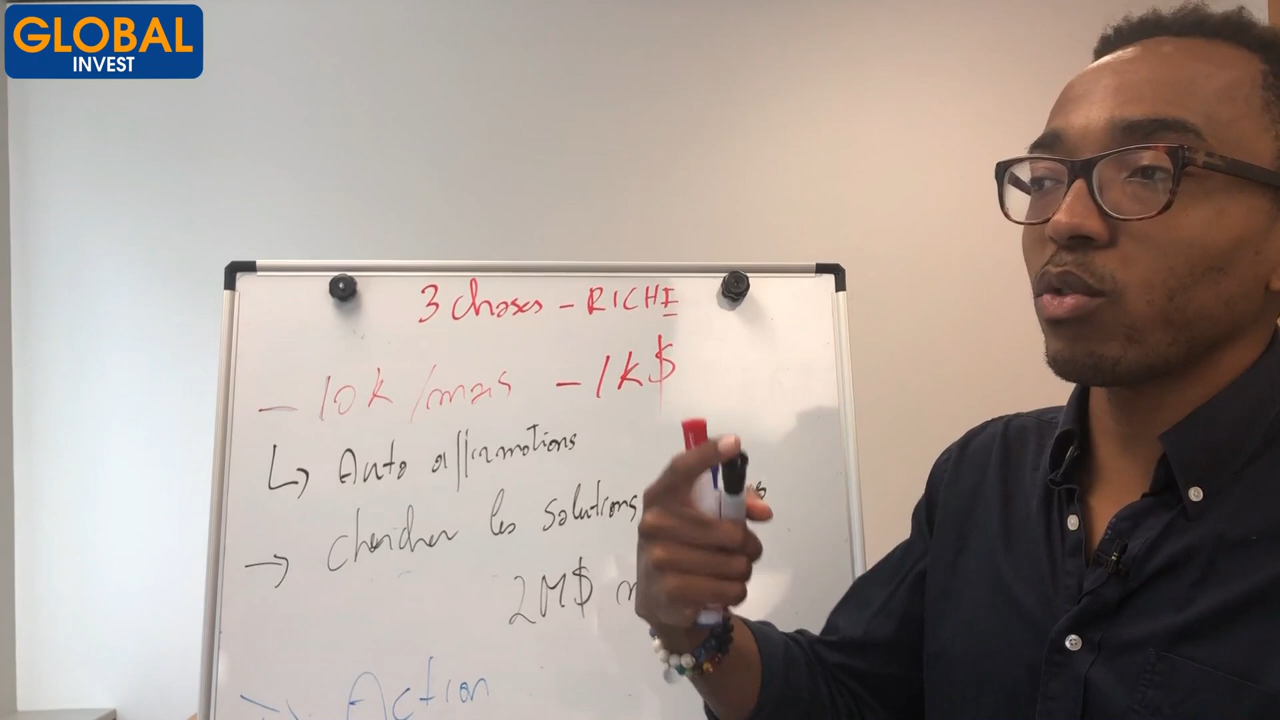 GLOBAL
INVEST
3 choses - RICHE
- 10k/mois - 1K$
↳ Auto affirmations
→ chercher les solutions
2M$
Action